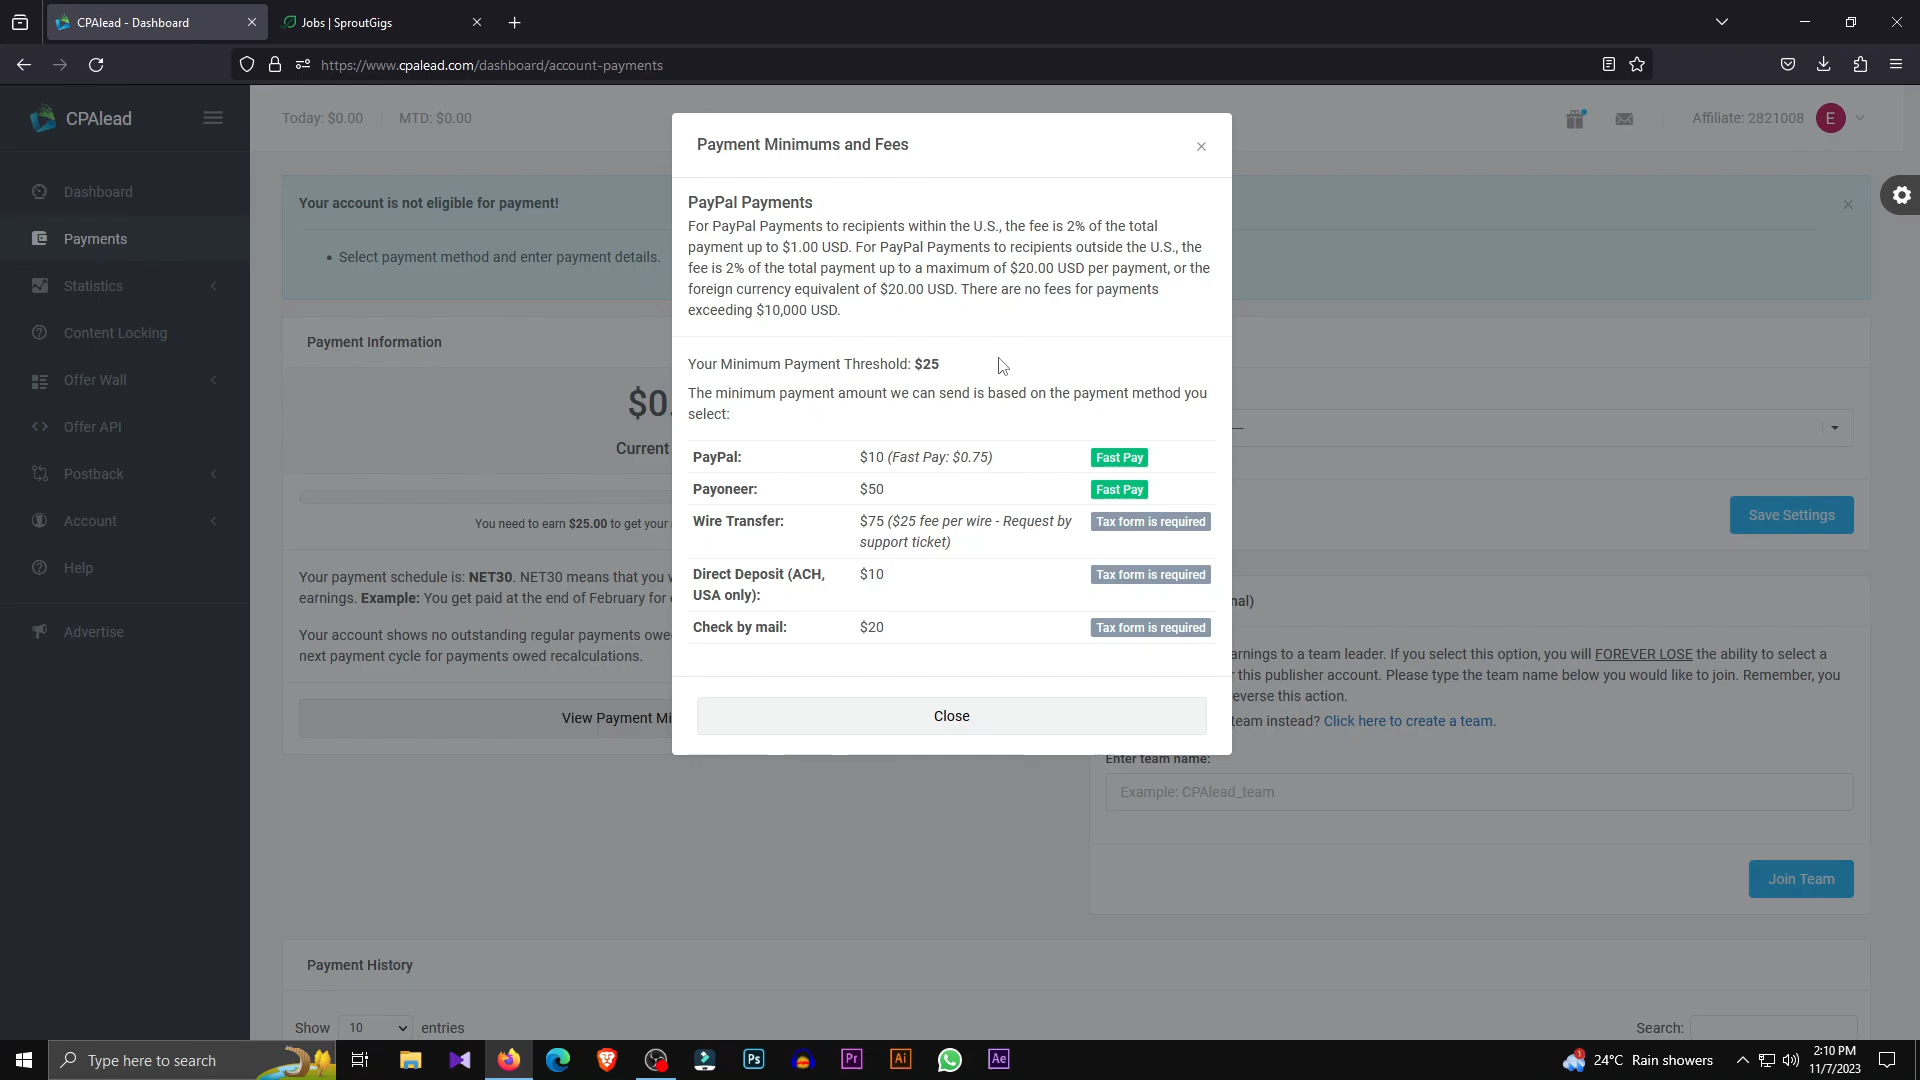 CPAlead - Dashboard
Jobs | SproutGigs
https://www.cpalead.com/dashboard/account-payments
CPAlead
Today: $0.00
MTD: $0.00
Affiliate: 2821008
E
Dashboard
Payments
Statistics
Content Locking
Offer Wall
Offer API
Postback
Account
Help
Advertise
Your account is not eligible for payment!
• Select payment method and enter payment details.
Payment Information
$0.
Current
You need to earn $25.00 to get your
Your payment schedule is: NET30. NET30 means that you w
earnings. Example: You get paid at the end of February for
Your account shows no outstanding regular payments owe
next payment cycle for payments owed recalculations.
View Payment Mi
Payment Minimums and Fees
PayPal Payments
For PayPal Payments to recipients within the U.S., the fee is 2% of the total
payment up to $1.00 USD. For PayPal Payments to recipients outside the U.S., the
fee is 2% of the total payment up to a maximum of $20.00 USD per payment, or the
foreign currency equivalent of $20.00 USD. There are no fees for payments
exceeding $10,000 USD.
Your Minimum Payment Threshold: $25
The minimum payment amount we can send is based on the payment method you
select:
PayPal: $10 (Fast Pay: $0.75) Fast Pay
Payoneer: $50 Fast Pay
Wire Transfer: $75 ($25 fee per wire - Request by
support ticket) Tax form is required
Direct Deposit (ACH,
USA only): $10 Tax form is required
Check by mail: $20 Tax form is required
Close
Save Settings
nal)
arnings to a team leader. If you select this option, you will FOREVER LOSE the ability to select a
r this publisher account. Please type the team name below you would like to join. Remember, you
everse this action.
team instead? Click here to create a team.
Enter team name:
Example: CPAlead_team
Join Team
Payment History
Show 10 entries
Search:
Type here to search
Ps
Pr
Ai
Ae
1
24°C Rain showers
2:10 PM
11/7/2023